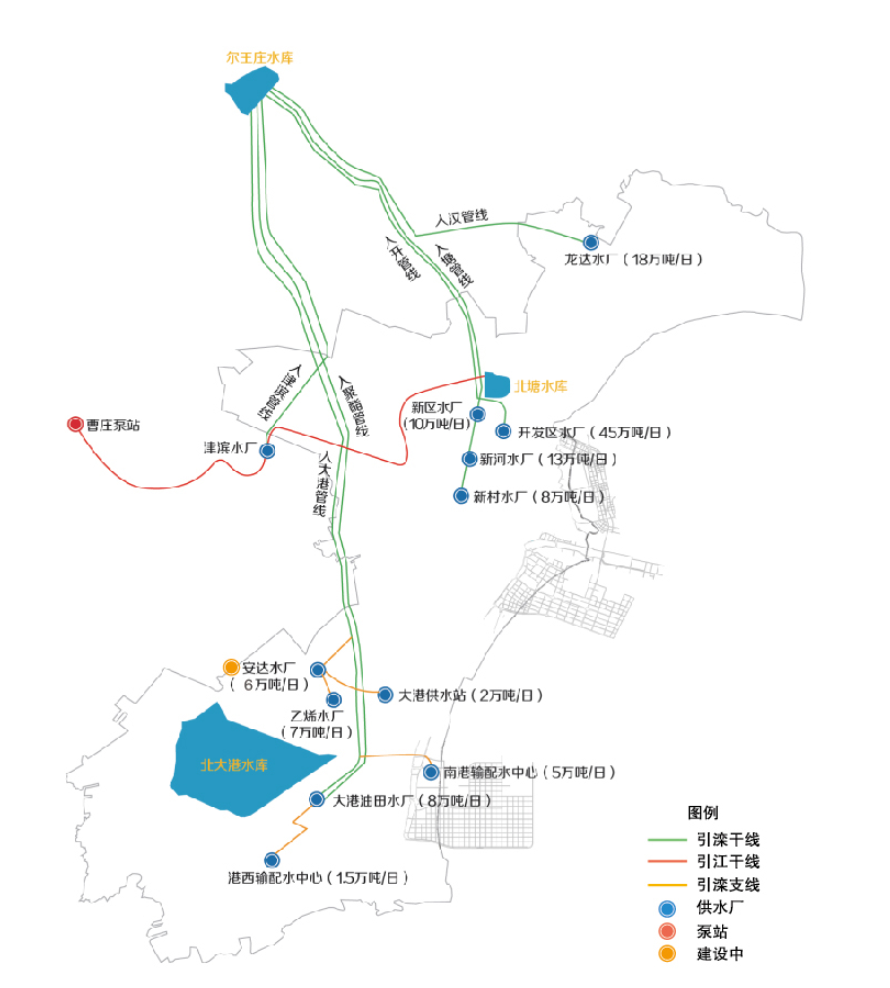 尔王庄水库
入汉管线
入开管线
入塘管线
龙达水厂（18万吨/日）
入津滨管线
入聚酯管线
北塘水库
新区水厂
（10万吨/日）
曹庄泵站
津滨水厂
开发区水厂（45万吨/日）
入大港管线
新河水厂（13万吨/日）
新村水厂（8万吨/日）
安达水厂
（ 6万吨/日）
大港供水站（2万吨/日）
乙烯水厂
（7万吨/日）
北大港水库
南港输配水中心（5万吨/日）
大港油田水厂（8万吨/日）
港西输配水中心（1.5万吨/日）
图例
引滦干线
引江干线
引滦支线
供水厂
泵站
建设中